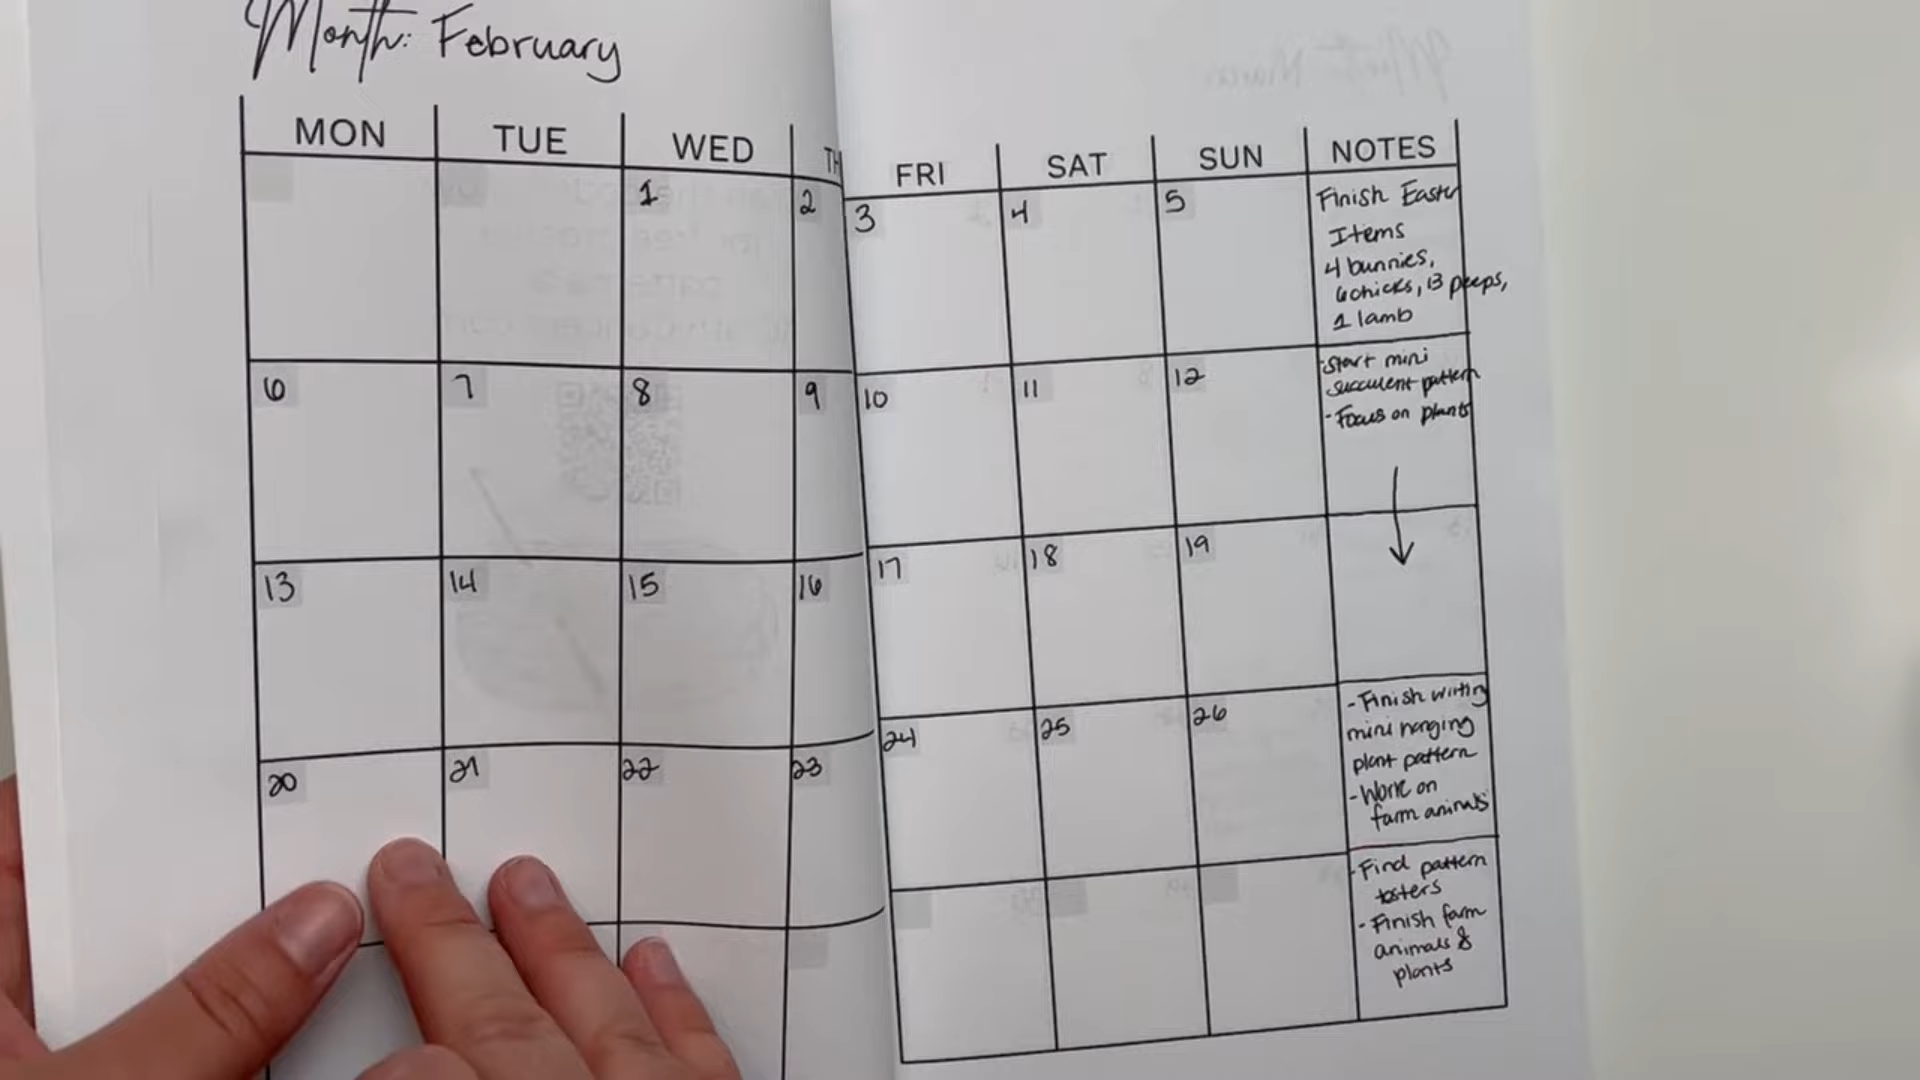 Month: February
MON TUE WED TH FRI SAT SUN NOTES
1 2 3 4 5
Finish Easter
Items
4 bunnies,
6 chicks, 13 peeps,
1 lamb
6 7 8 9 10 11 12
-Start mini
succulent pattern
-Focus on plants
13 14 15 16 17 18 19
20 21 22 23 24 25 26
-Finish writing
mini hanging
plant pattern
-Work on
farm animals
-Find pattern
testers
-Finish farm
animals &
plants